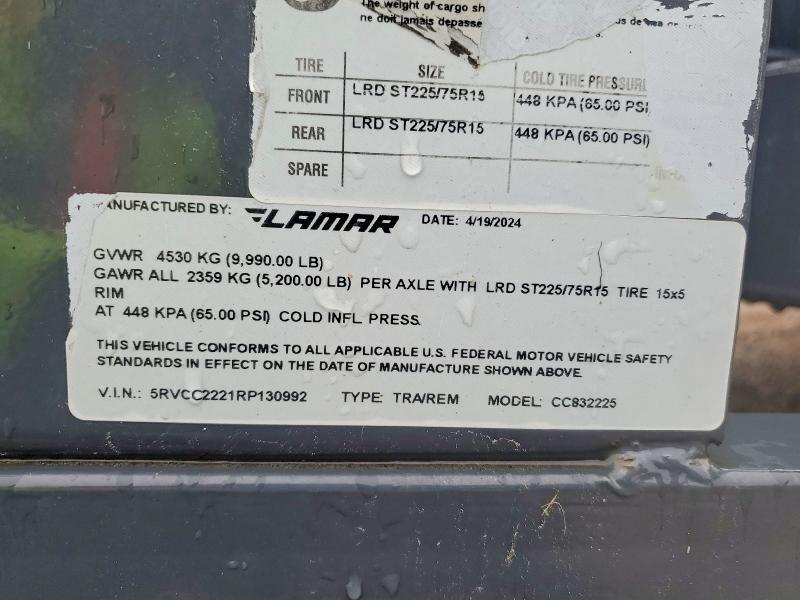 The weight of cargo sh
ne doit jamais depasse
TIRE SIZE COLD TIRE PRESSURE
FRONT LRD ST225/75R15 448 KPA (65.00 PSI)
REAR LRD ST225/75R15 448 KPA (65.00 PSI)
SPARE
ANUFACTURED BY: LAMAR DATE: 4/19/2024
GVWR 4530 KG (9,990.00 LB)
GAWR ALL 2359 KG (5,200.00 LB) PER AXLE WITH LRD ST225/75R15 TIRE 15x5
RIM
AT 448 KPA (65.00 PSI) COLD INFL. PRESS.
THIS VEHICLE CONFORMS TO ALL APPLICABLE U.S. FEDERAL MOTOR VEHICLE SAFETY
STANDARDS IN EFFECT ON THE DATE OF MANUFACTURE SHOWN ABOVE.
V.I.N.: 5RVCC2221RP130992 TYPE: TRA/REM MODEL: CC832225